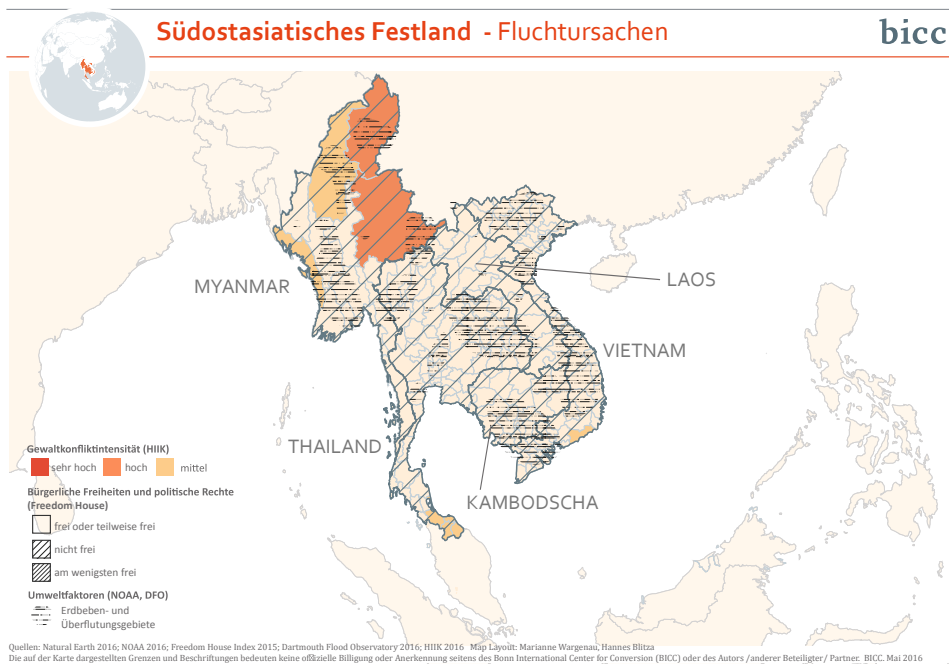 Südostasiatisches Festland - Fluchtursachen
bicc
MYANMAR
LAOS
VIETNAM
THAILAND
KAMBODSCHA
Gewaltkonfliktintensität (HIIK)
sehr hoch hoch mittel
Bürgerliche Freiheiten und politische Rechte
(Freedom House)
frei oder teilweise frei
nicht frei
am wenigsten frei
Umweltfaktoren (NOAA, DFO)
Erdbeben- und
Überflutungsgebiete
Quellen: Natural Earth 2016; NOAA 2016; Freedom House Index 2015; Dartmouth Flood Observatory 2016; HIIK 2016 Map Layout: Marianne Wargenau, Hannes Blitza
Die auf der Karte dargestellten Grenzen und Beschriftungen bedeuten keine Billigung oder Anerkennung seitens des Bonn International Center for Conversion (BICC) oder des Autors /anderer Beteiligter/ Partner. BICC. Mai 2016